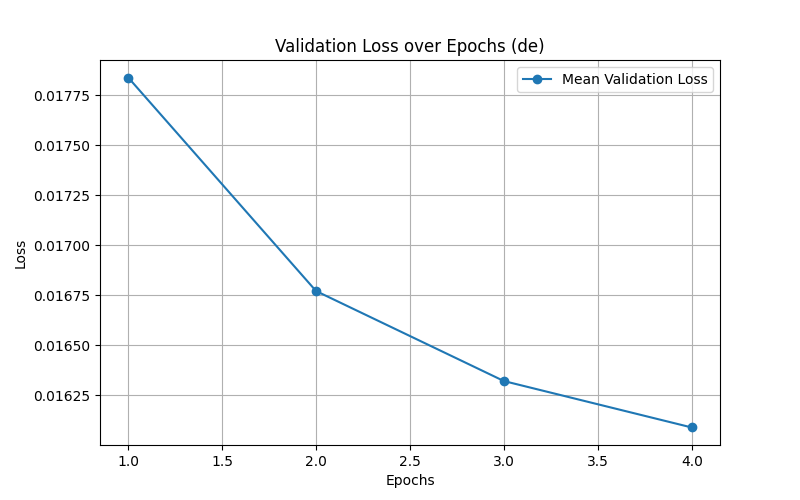 Validation Loss over Epochs (de)
Mean Validation Loss
0.01775
0.01750
0.01725
0.01700
0.01675
0.01650
0.01625
Loss
1.0 1.5 2.0 2.5 3.0 3.5 4.0
Epochs